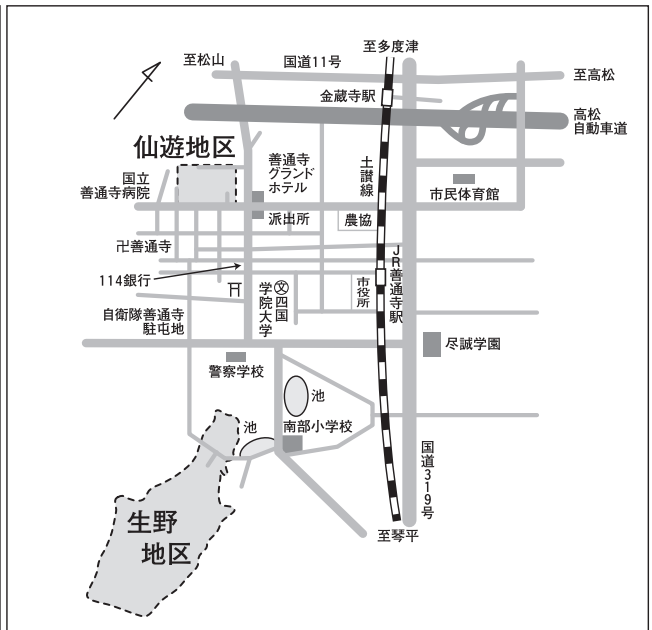 至多度津
至松山
国道11号
至高松
金蔵寺駅
高松
自動車道
仙遊地区
国立
善通寺病院
善通寺
グランド
ホテル
土讃線
市民体育館
派出所
農協
卍善通寺
JR善通寺駅
114銀行
文四国
学院大学
市役所
自衛隊善通寺
駐屯地
尽誠学園
警察学校
池
池
南部小学校
国道319号
生野
地区
至琴平